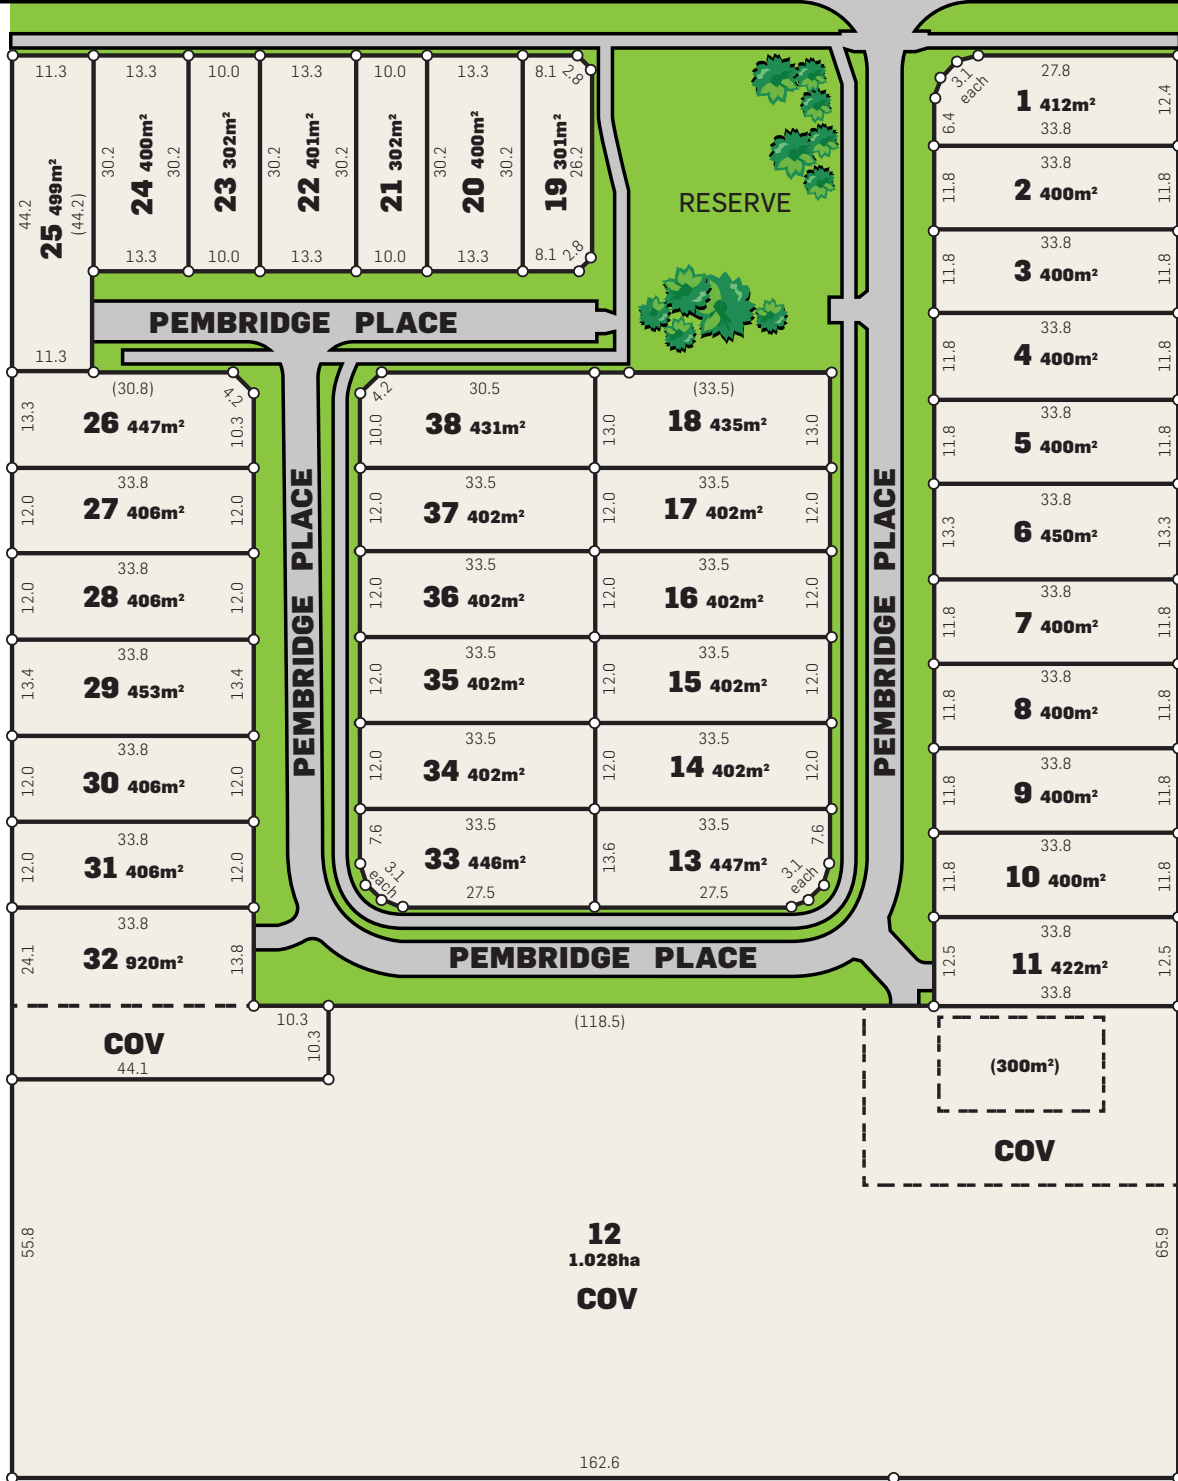 11.3
13.3
10.0
13.3
10.0
13.3
8.1
2.8
44.2
25 499m²
(44.2)
30.2
24 400m²
30.2
23 302m²
30.2
22 401m²
30.2
21 302m²
30.2
20 400m²
30.2
19 301m²
26.2
13.3
10.0
13.3
10.0
13.3
8.1
2.8
11.3
RESERVE
27.8
3.1
each
6.4
1 412m²
12.4
33.8
33.8
11.8
2 400m²
11.8
33.8
11.8
3 400m²
11.8
33.8
11.8
4 400m²
11.8
33.8
11.8
5 400m²
11.8
33.8
13.3
6 450m²
13.3
33.8
11.8
7 400m²
11.8
33.8
11.8
8 400m²
11.8
33.8
11.8
9 400m²
11.8
33.8
11.8
10 400m²
11.8
33.8
12.5
11 422m²
12.5
33.8
PEMBRIDGE PLACE
(30.8)
4.2
13.3
26 447m²
10.3
33.8
12.0
27 406m²
12.0
33.8
12.0
28 406m²
12.0
33.8
13.4
29 453m²
13.4
33.8
12.0
30 406m²
12.0
33.8
12.0
31 406m²
12.0
33.8
24.1
32 920m²
13.8
PEMBRIDGE PLACE
4.2
30.5
10.0
38 431m²
13.0
(33.5)
18 435m²
13.0
33.5
12.0
37 402m²
12.0
33.5
17 402m²
12.0
33.5
12.0
36 402m²
12.0
33.5
16 402m²
12.0
33.5
12.0
35 402m²
12.0
33.5
15 402m²
12.0
33.5
12.0
34 402m²
12.0
33.5
14 402m²
12.0
33.5
7.6
33 446m²
13.6
3.1
each
27.5
33.5
7.6
13 447m²
3.1
each
27.5
PEMBRIDGE PLACE
PEMBRIDGE PLACE
10.3
10.3
COV
44.1
(118.5)
(300m²)
COV
55.8
12
1.028ha
COV
65.9
162.6